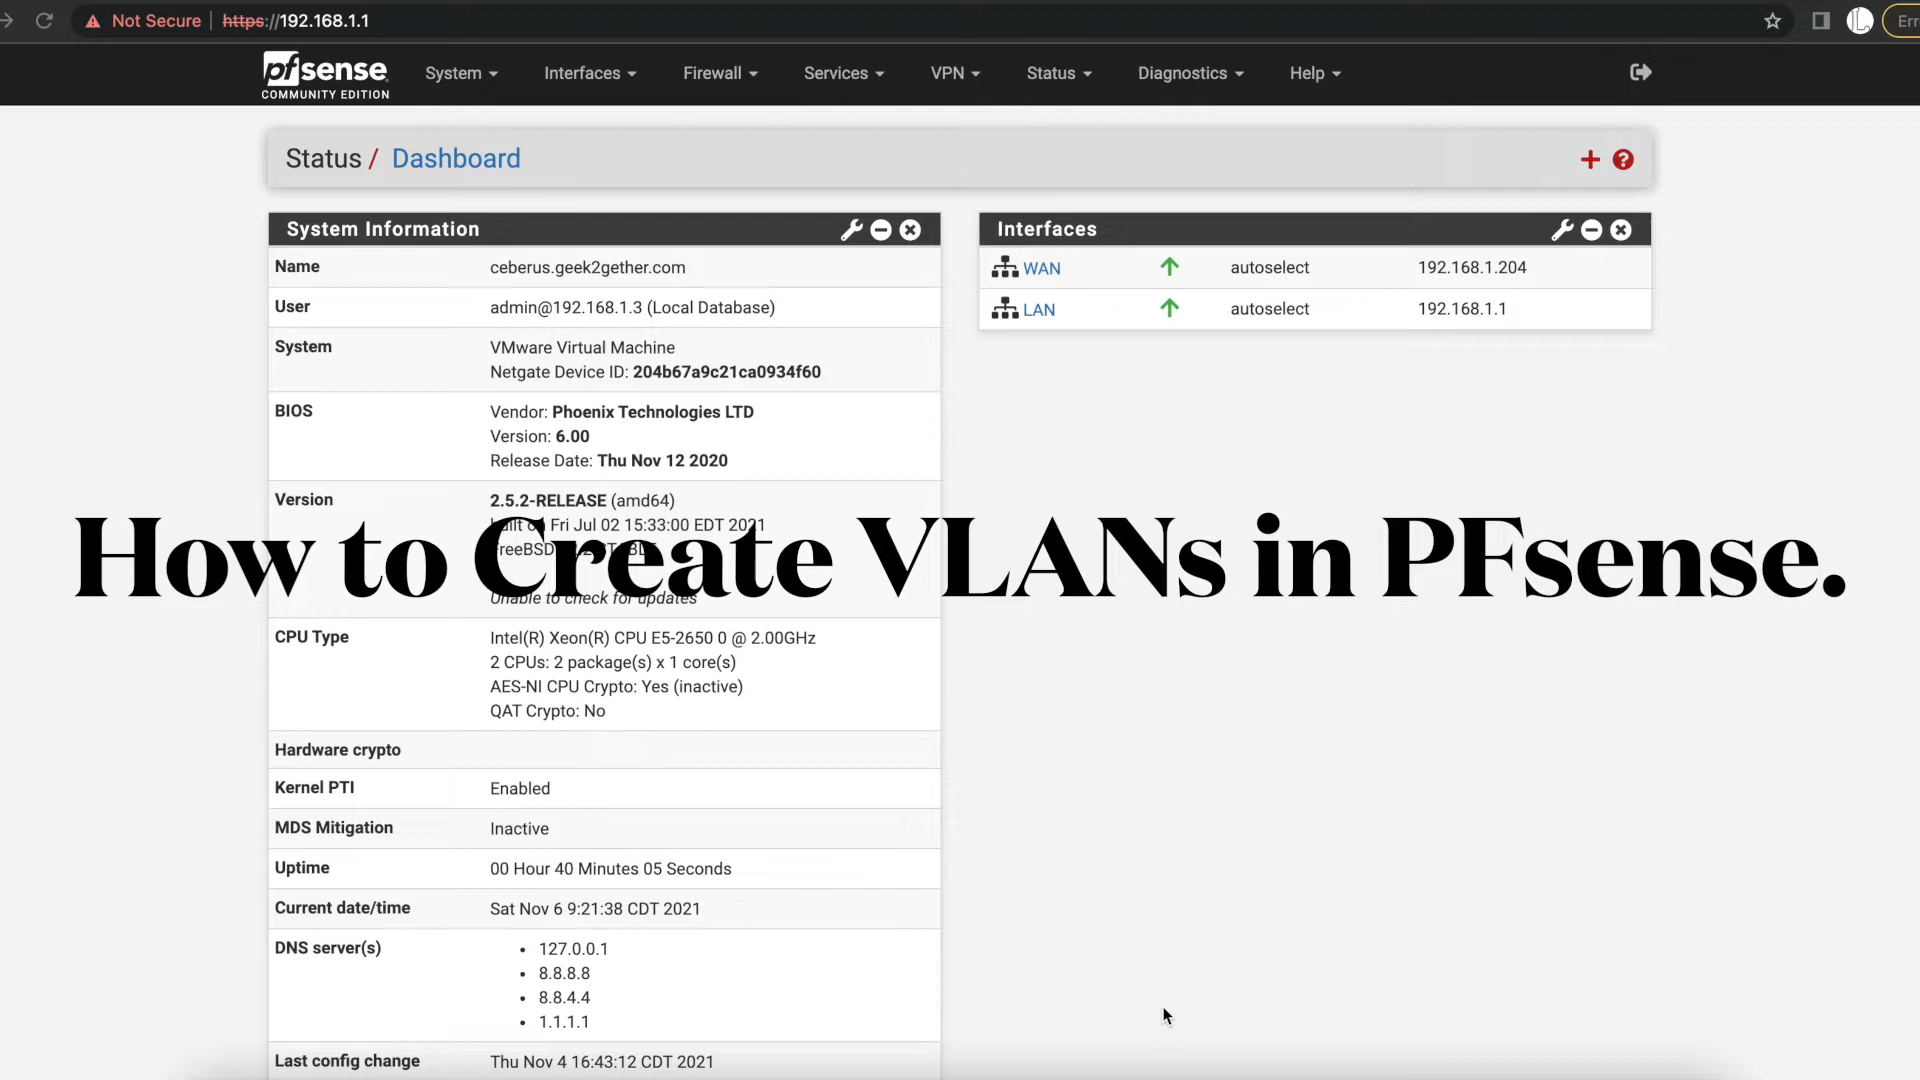 Not Secure | https://192.168.1.1
Err
pfsense
COMMUNITY EDITION
System Interfaces Firewall Services VPN Status Diagnostics Help
Status / Dashboard
System Information
Name ceberus.geek2gether.com
User admin@192.168.1.3 (Local Database)
System VMware Virtual Machine
Netgate Device ID: 204b67a9c21ca0934f60
BIOS Vendor: Phoenix Technologies LTD
Version: 6.00
Release Date: Thu Nov 12 2020
Version 2.5.2-RELEASE (amd64)
built on Fri Jul 02 15:33:00 EDT 2021
FreeBSD
How to Create VLANs in PFsense.
Unable to check for updates
CPU Type Intel(R) Xeon(R) CPU E5-2650 0 @ 2.00GHz
2 CPUs: 2 package(s) x 1 core(s)
AES-NI CPU Crypto: Yes (inactive)
QAT Crypto: No
Hardware crypto
Kernel PTI Enabled
MDS Mitigation Inactive
Uptime 00 Hour 40 Minutes 05 Seconds
Current date/time Sat Nov 6 9:21:38 CDT 2021
DNS server(s) • 127.0.0.1
• 8.8.8.8
• 8.8.4.4
• 1.1.1.1
Last config change Thu Nov 4 16:43:12 CDT 2021
Interfaces
WAN autoselect 192.168.1.204
LAN autoselect 192.168.1.1